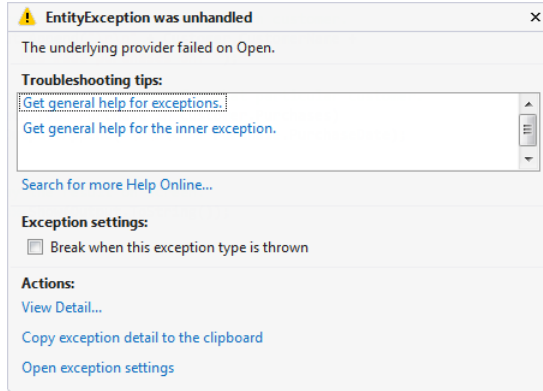 EntityException was unhandled
The underlying provider failed on Open.
Troubleshooting tips:
Get general help for exceptions.
Get general help for the inner exception.
Search for more Help Online...
Exception settings:
Break when this exception type is thrown
Actions:
View Detail...
Copy exception detail to the clipboard
Open exception settings